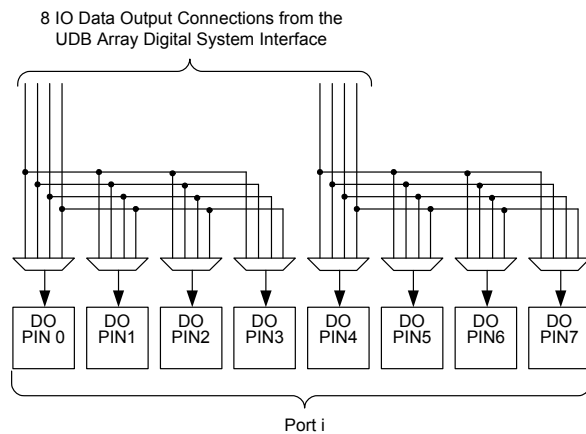 8 IO Data Output Connections from the
UDB Array Digital System Interface
DO
PIN 0
DO
PIN1
DO
PIN2
DO
PIN3
DO
PIN4
DO
PIN5
DO
PIN6
DO
PIN7
Port i